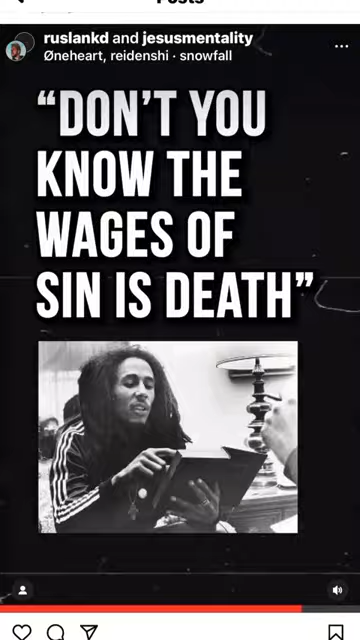 Posts
ruslankd and jesusmentality
Øneheart, reidenshi · snowfall
“DON’T YOU
KNOW THE
WAGES OF
SIN IS DEATH”